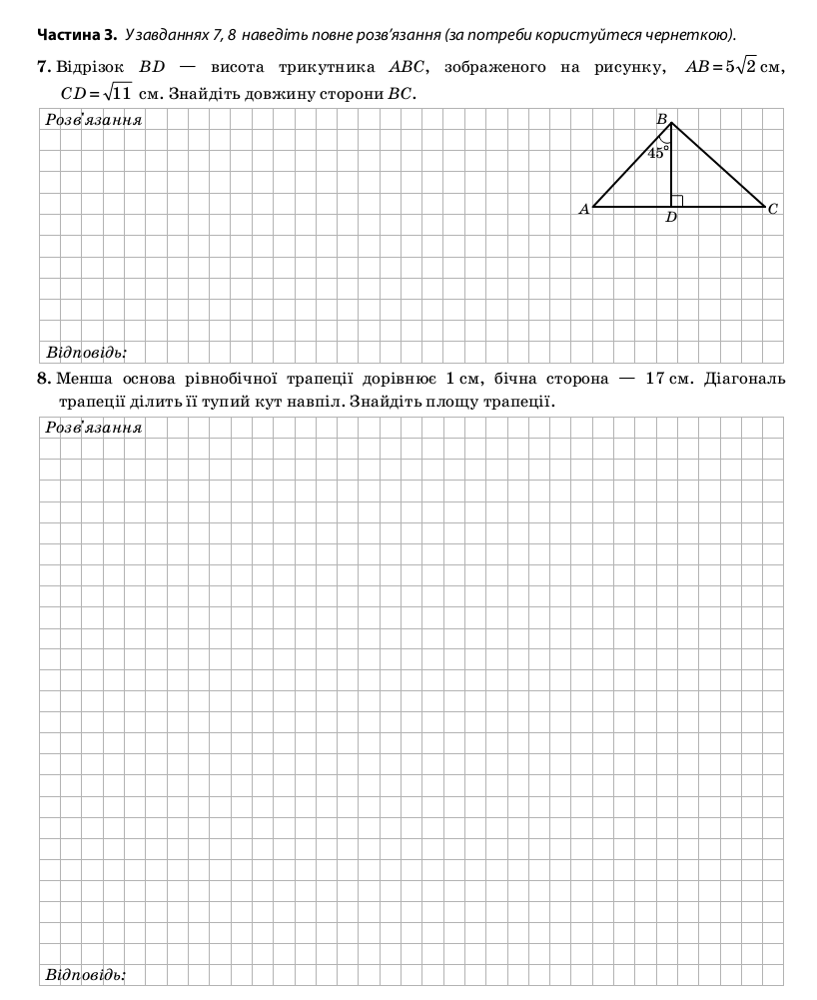 Частина 3. У завданнях 7, 8 наведіть повне розв’язання (за потреби користуйтеся чернеткою).
7. Відрізок BD — висота трикутника ABC, зображеного на рисунку, AB = 5√2 см,
CD = √11 см. Знайдіть довжину сторони BC.
Розв’язання
B
45°
A
D
C
Відповідь:
8. Менша основа рівнобічної трапеції дорівнює 1 см, бічна сторона — 17 см. Діагональ
трапеції ділить її тупий кут навпіл. Знайдіть площу трапеції.
Розв’язання
Відповідь: